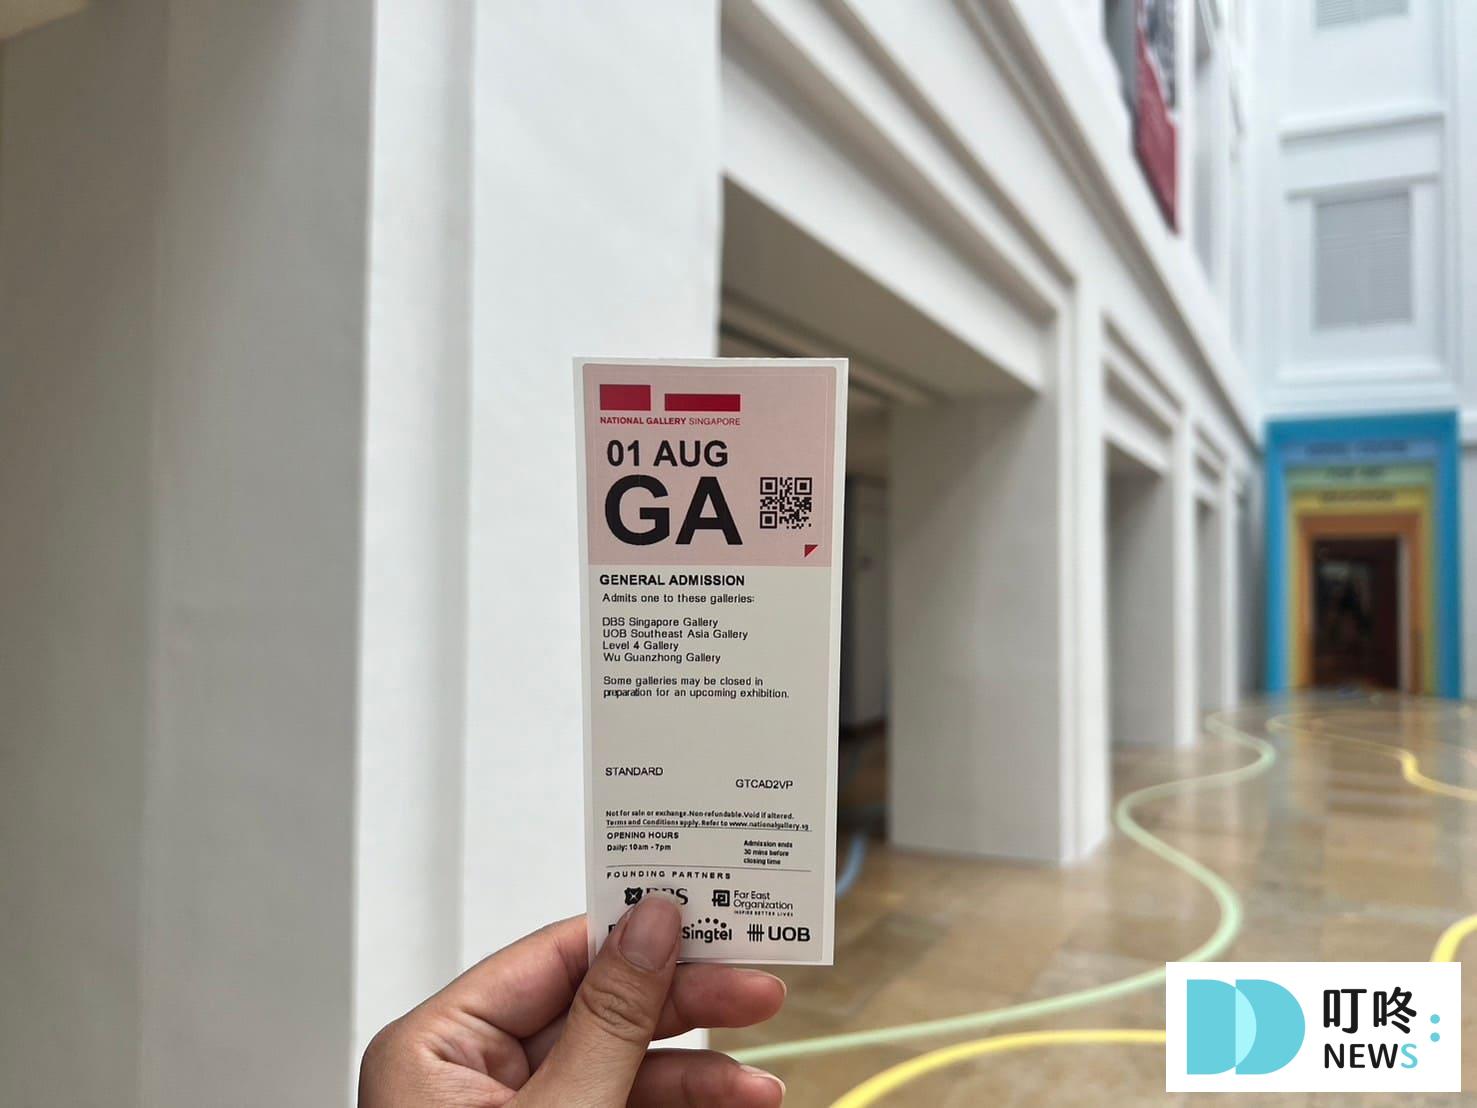 NATIONAL GALLERY SINGAPORE
01 AUG
GA
GENERAL ADMISSION
Admits one to these galleries:
DBS Singapore Gallery
UOB Southeast Asia Gallery
Level 4 Gallery
Wu Guanzhong Gallery
Some galleries may be closed in
preparation for an upcoming exhibition.
STANDARD
GTCAD2VP
Not for sale or exchange. Non-refundable. Void if altered.
Terms and Conditions apply. Refer to www.nationalgallery.sg
OPENING HOURS
Daily: 10am - 7pm
Admission ends
30 mins before
closing time
FOUNDING PARTNERS
DBS
Far East
Organization
INSPIRE BETTER LIVES
Singtel
UOB
叮咚
NEWS